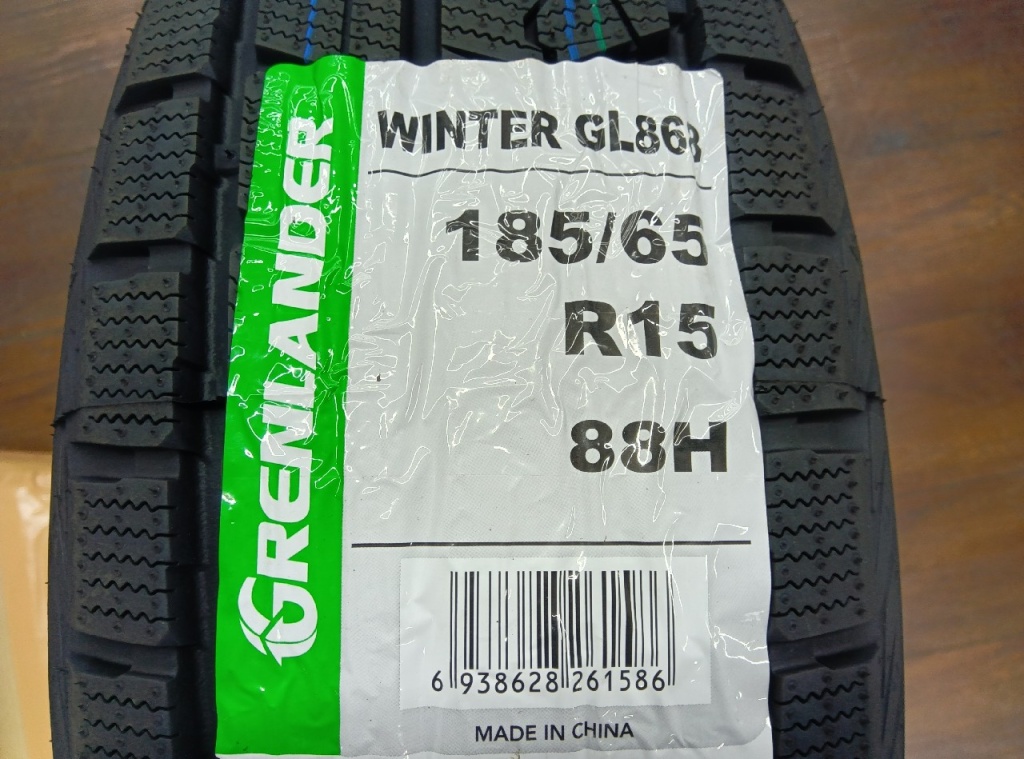 GRENLANDER
WINTER GL868
185/65
R15
88H
6 938628 261586
MADE IN CHINA